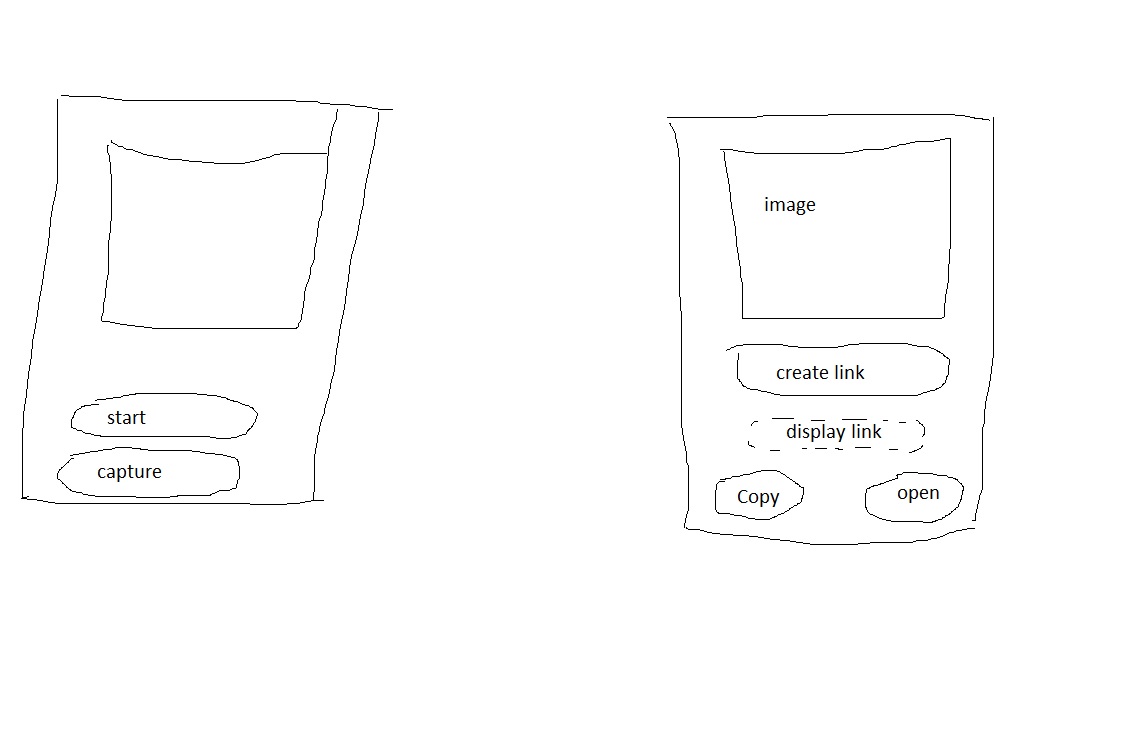 start
capture
image
create link
display link
Copy
open